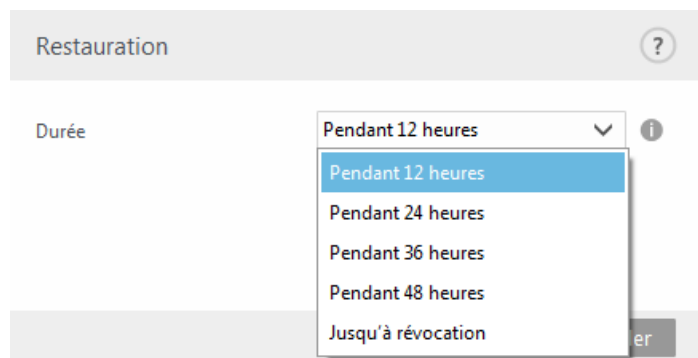 Restauration
?
Durée
Pendant 12 heures
i
Pendant 12 heures
Pendant 24 heures
Pendant 36 heures
Pendant 48 heures
Jusqu'à révocation